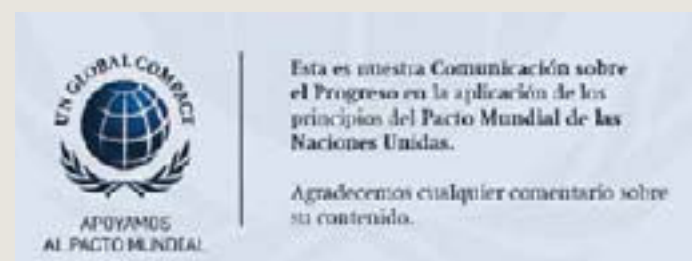 UN GLOBAL COMPACT
APOYAMOS
AL PACTO MUNDIAL
Esta es nuestra Comunicación sobre
el Progreso en la aplicación de los
principios del Pacto Mundial de las
Naciones Unidas.
Agradecemos cualquier comentario sobre
su contenido.